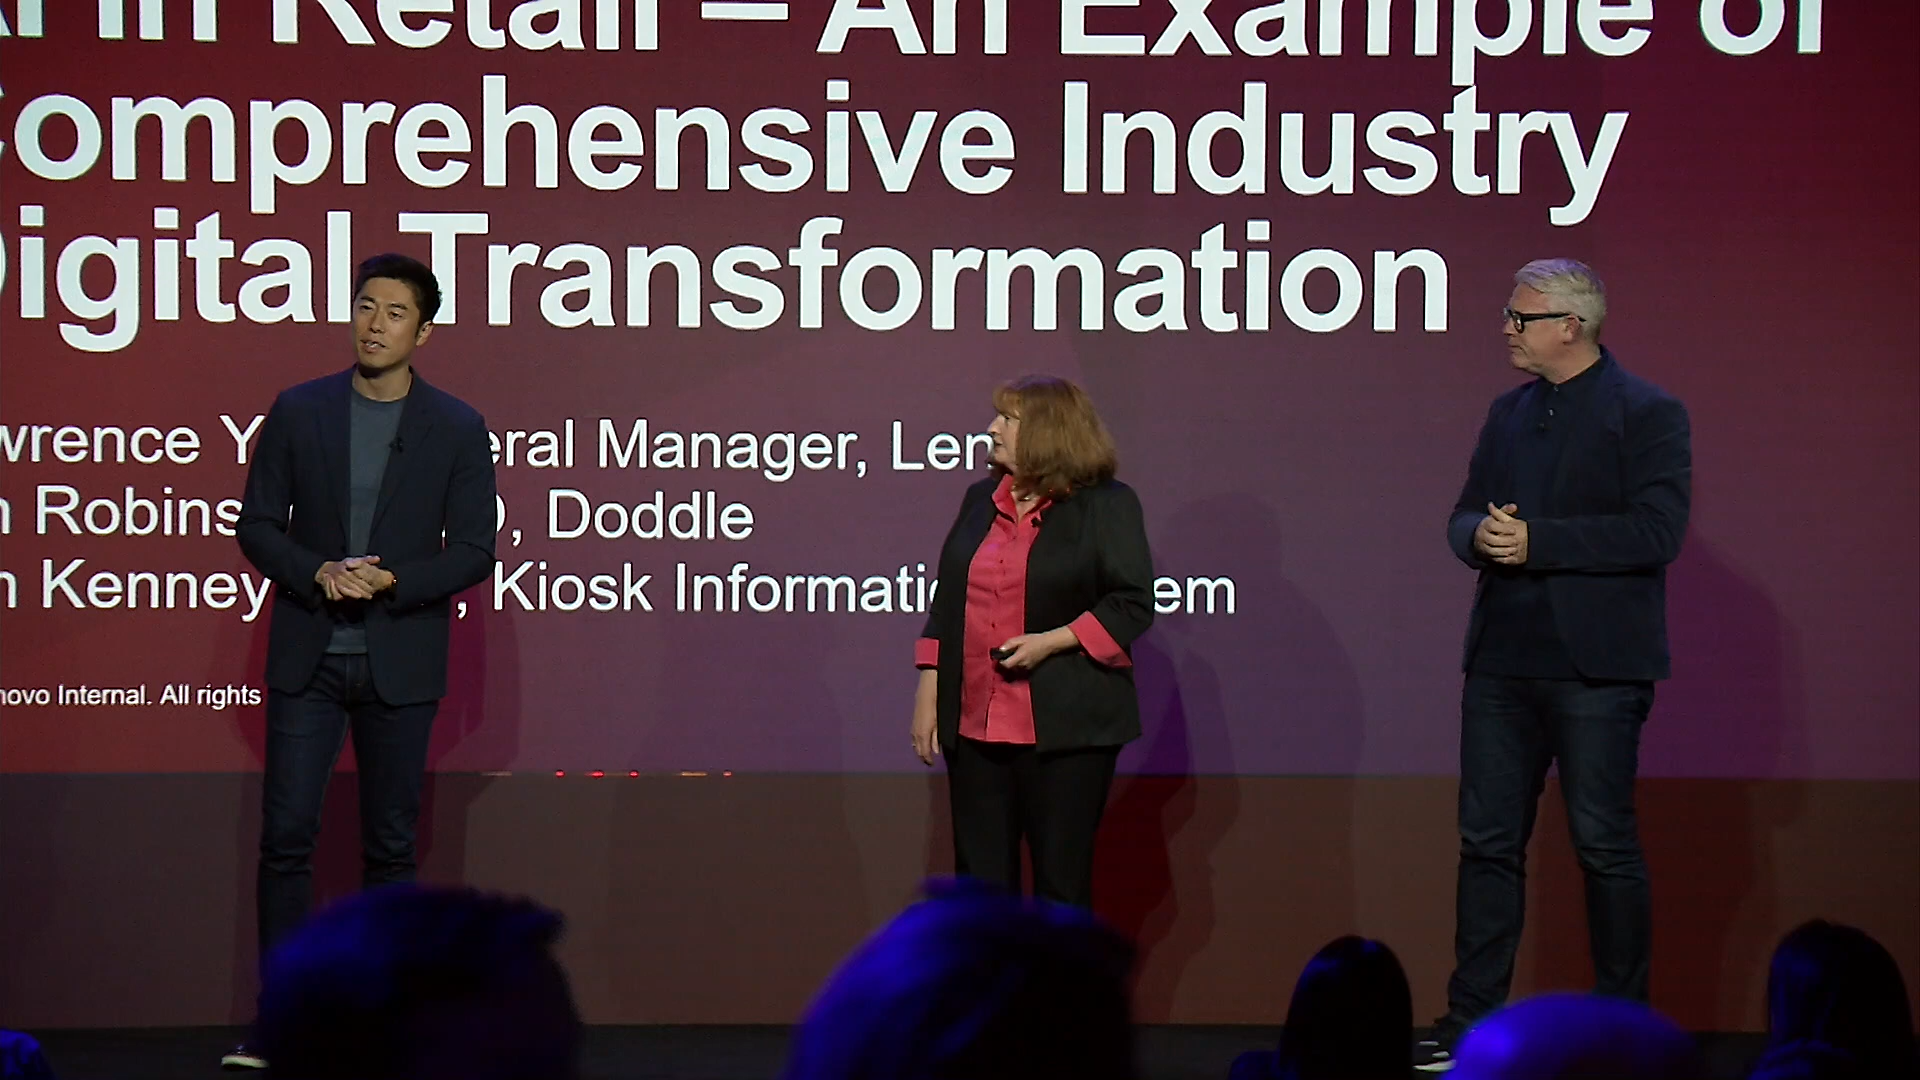 in Retail – An Example of
Comprehensive Industry
Digital Transformation
wrence Y eral Manager, Len
n Robins O, Doddle
n Kenney , Kiosk Informati em
novo Internal. All rights